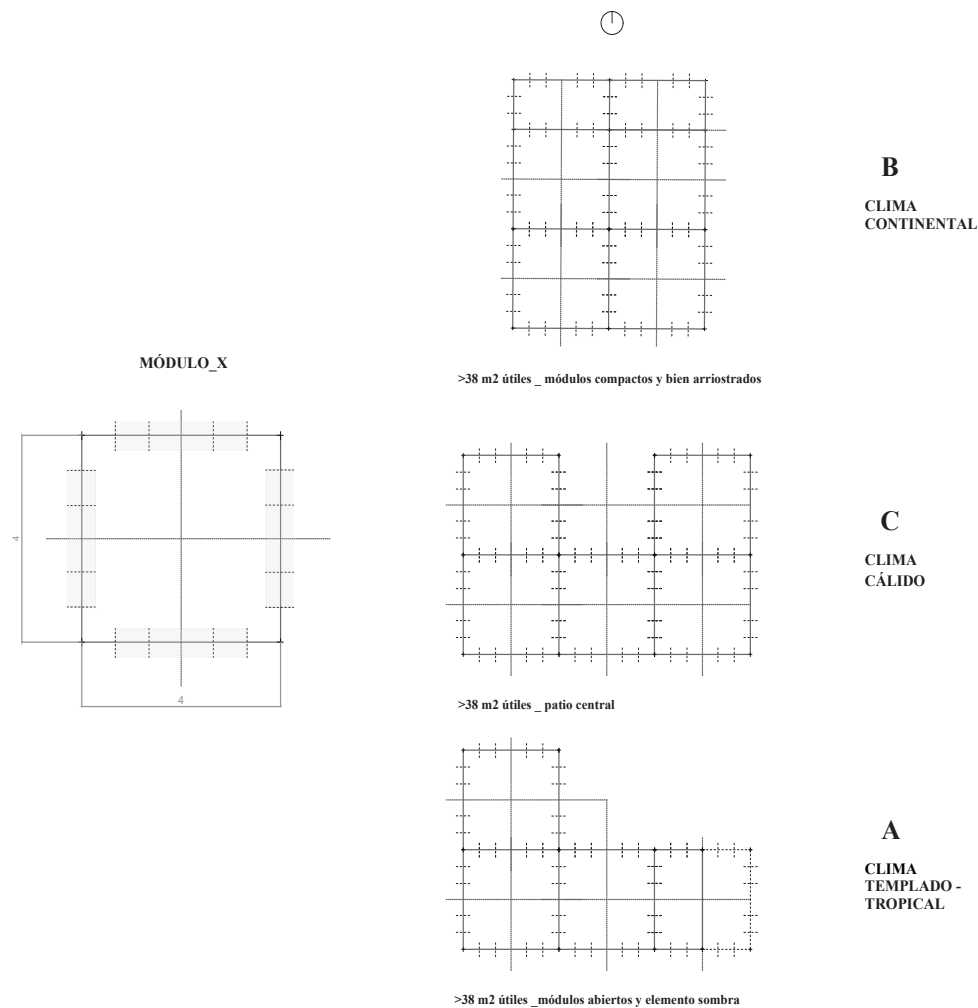 B
CLIMA
CONTINENTAL
MÓDULO_X
>38 m2 útiles _ módulos compactos y bien arriostrados
4
4
C
CLIMA
CÁLIDO
>38 m2 útiles _ patio central
A
CLIMA
TEMPLADO -
TROPICAL
>38 m2 útiles _módulos abiertos y elemento sombra